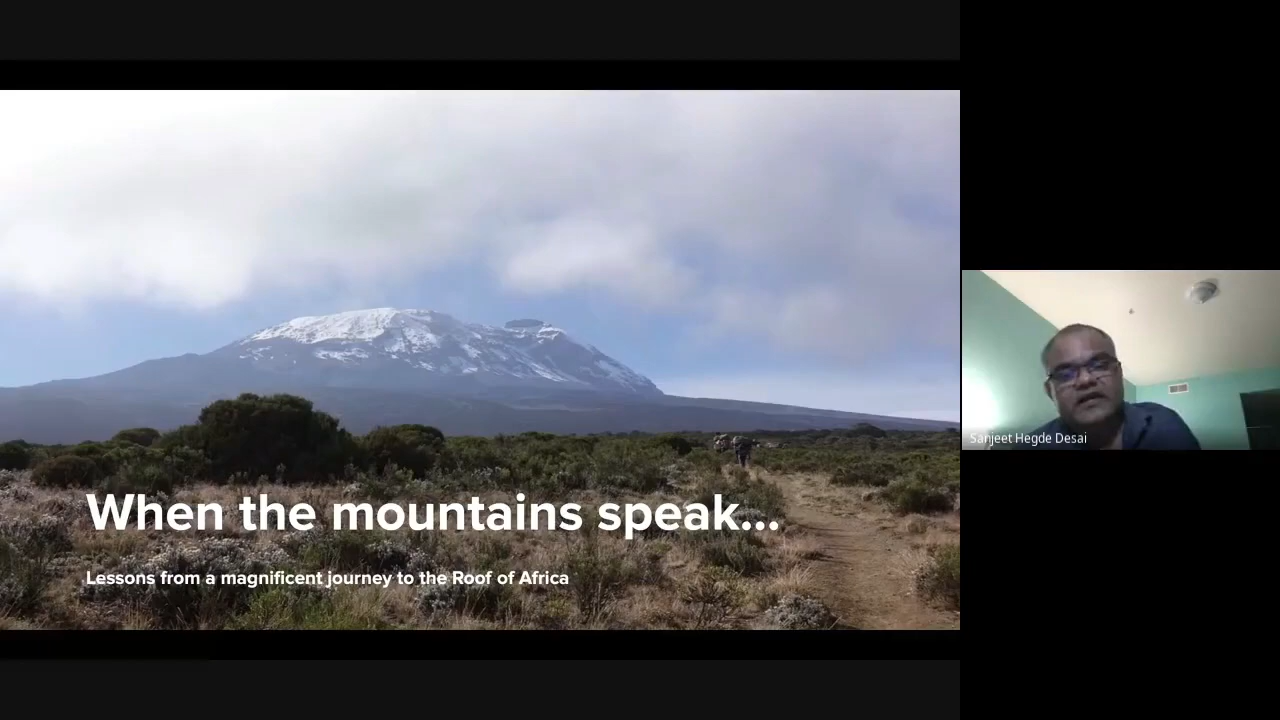 When the mountains speak...
Lessons from a magnificent journey to the Roof of Africa
Sanjeet Hegde Desai